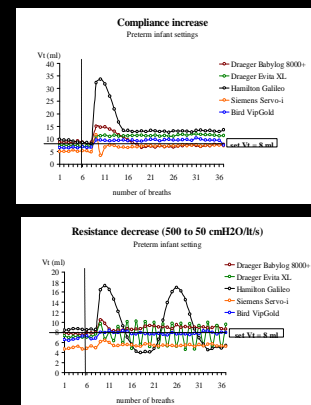 Compliance increase
Preterm infant settings
Vt (ml)
40
35
30
25
20
15
10
5
0
1 6 11 16 21 26 31 36
number of breaths
Draeger Babylog 8000+
Draeger Evita XL
Hamilton Galileo
Siemens Servo-i
Bird VipGold
set Vt = 8 ml
Resistance decrease (500 to 50 cmH2O/lt/s)
Preterm infant setting
Vt (ml)
20
18
16
14
12
10
8
6
4
2
0
1 6 11 16 21 26 31 36
number of breaths
Draeger Babylog 8000+
Draeger Evita XL
Hamilton Galileo
Siemens Servo-i
Bird VipGold
set Vt = 8 ml